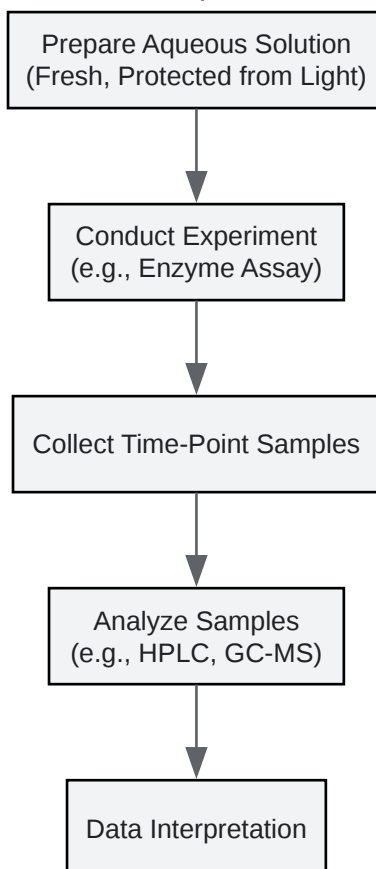 Prepare Aqueous Solution
(Fresh, Protected from Light)
Conduct Experiment
(e.g., Enzyme Assay)
Collect Time-Point Samples
Analyze Samples
(e.g., HPLC, GC-MS)
Data Interpretation